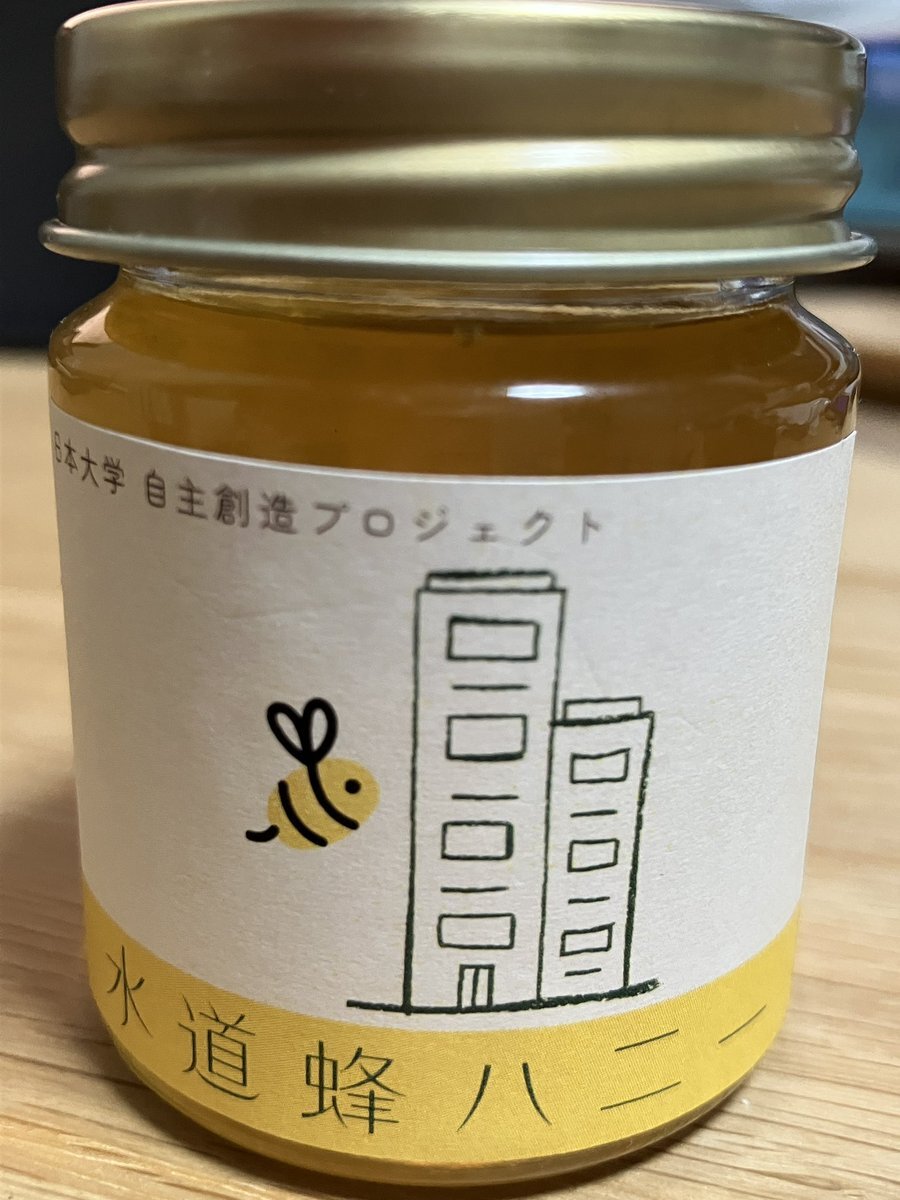 日本大学 自主創造プロジェクト
水道蜂ハニー